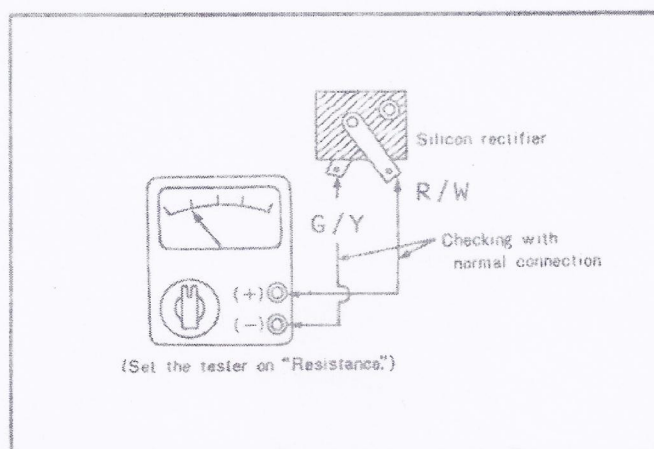 Silicon rectifier
R/W
G/Y
Checking with
normal connection
(+)
(-)
(Set the tester on "Resistance.")